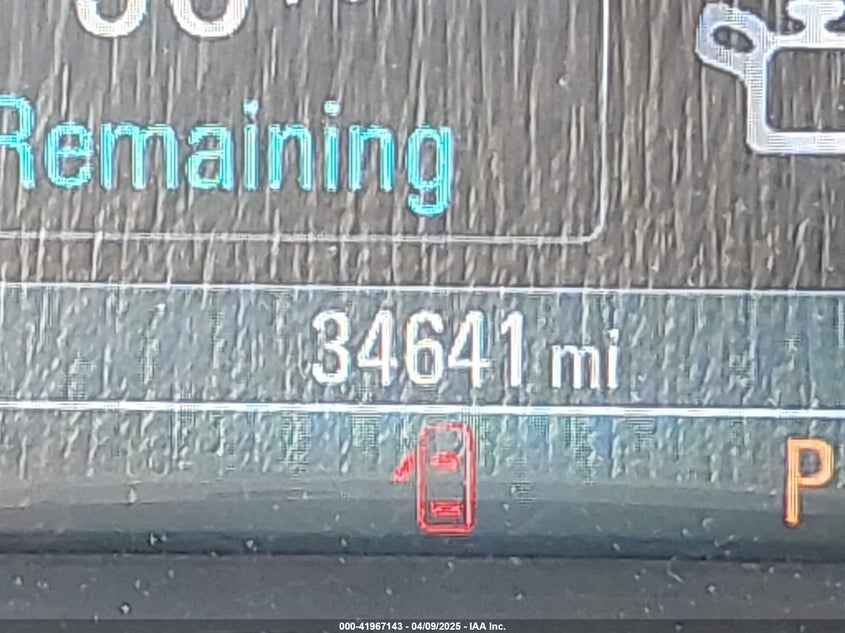 Remaining
34641 mi
P
000-41967143 - 04/09/2025 - IAA Inc.